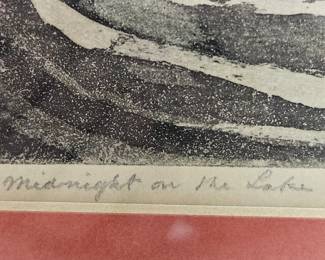 Midnight on the Lake